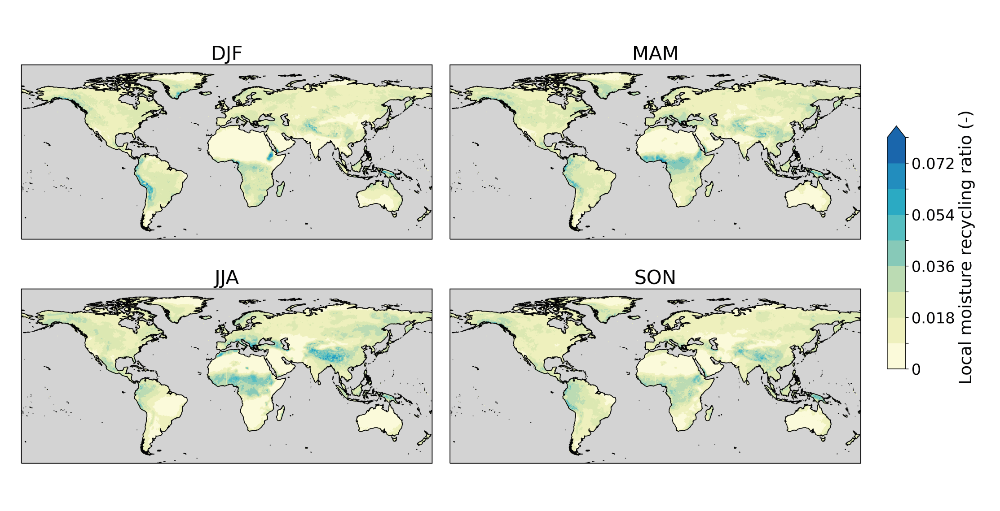 DJF
MAM
JJA
SON
0.072
0.054
0.036
0.018
0
Local moisture recycling ratio (-)